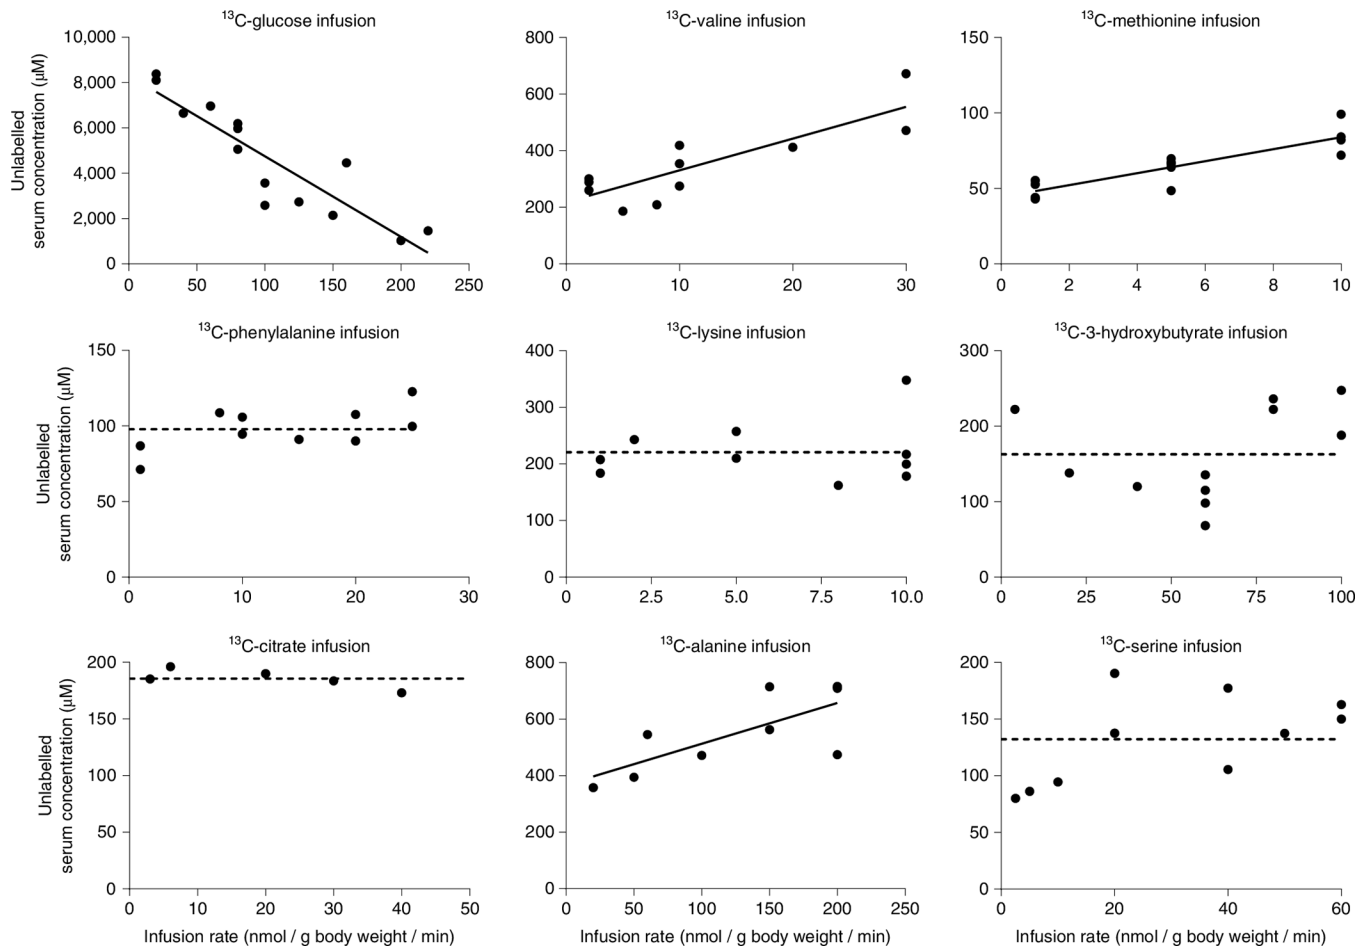 ¹³C-glucose infusion
¹³C-valine infusion
¹³C-methionine infusion
Unlabelled
serum concentration (µM)
10,000
8,000
6,000
4,000
2,000
0
0 50 100 150 200 250
800
600
400
200
0
0 10 20 30
150
100
50
0
0 2 4 6 8 10
¹³C-phenylalanine infusion
¹³C-lysine infusion
¹³C-3-hydroxybutyrate infusion
Unlabelled
serum concentration (µM)
150
100
50
0
0 10 20 30
400
300
200
100
0
0 2.5 5.0 7.5 10.0
300
200
100
0
0 25 50 75 100
¹³C-citrate infusion
¹³C-alanine infusion
¹³C-serine infusion
Unlabelled
serum concentration (µM)
200
150
100
50
0
0 10 20 30 40 50
800
600
400
200
0
0 50 100 150 200 250
200
150
100
50
0
0 20 40 60
Infusion rate (nmol / g body weight / min)
Infusion rate (nmol / g body weight / min)
Infusion rate (nmol / g body weight / min)